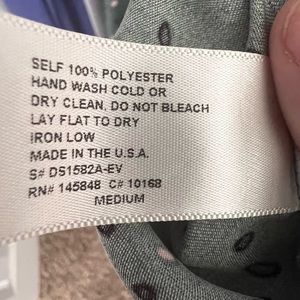 SELF 100% POLYESTER
HAND WASH COLD OR
DRY CLEAN. DO NOT BLEACH
LAY FLAT TO DRY
IRON LOW
MADE IN THE U.S.A.
S# DS1582A-EV
RN# 145848 C# 10168
MEDIUM